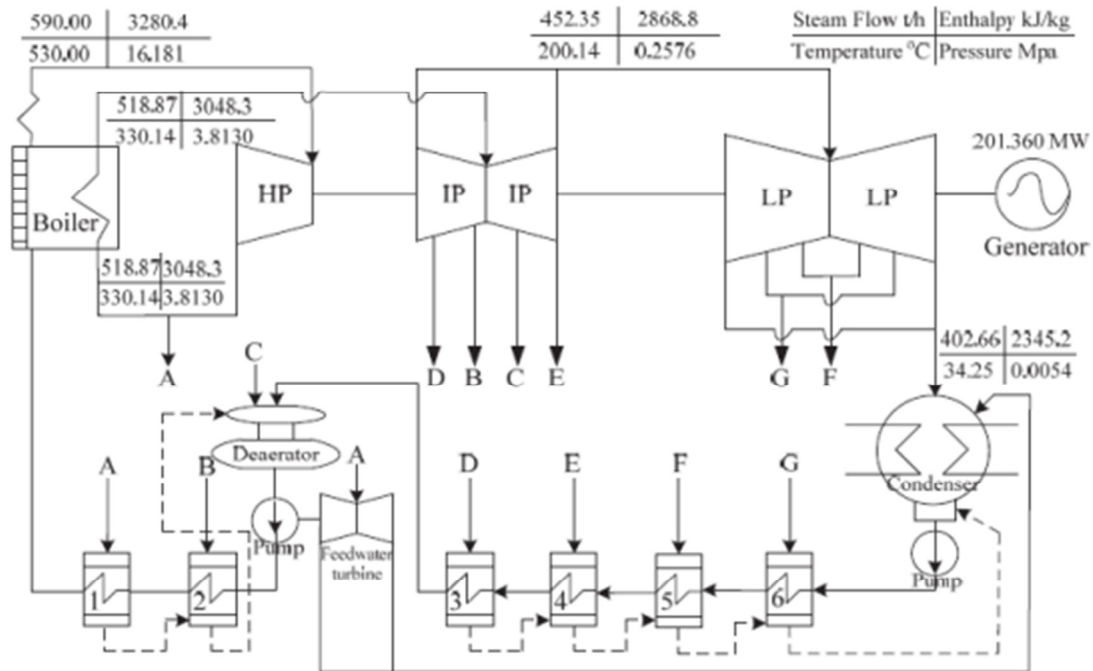 590.00 3280.4
530.00 16.181
452.35 2868.8
200.14 0.2576
Steam Flow t/h Enthalpy kJ/kg
Temperature °C Pressure Mpa
518.87 3048.3
330.14 3.8130
201.360 MW
HP
IP
IP
LP
LP
Boiler
Generator
518.87 3048.3
330.14 3.8130
402.66 2345.2
34.25 0.0054
A
C
D
B
C
E
G
F
Deaerator
A
B
A
D
E
F
G
Condenser
Pump
Feedwater
turbine
Pump
1
2
3
4
5
6